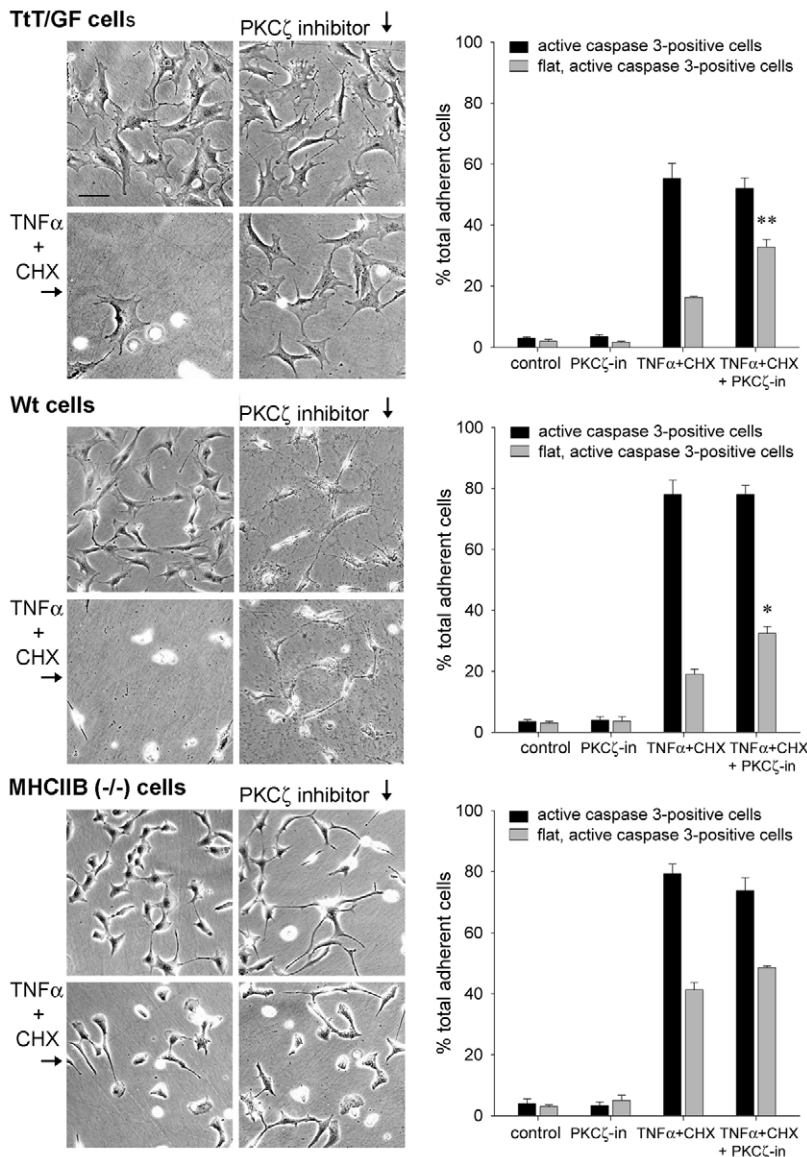 TtT/GF cells
PKCζ inhibitor ↓
TNFα
+
CHX
→
100
80
60
40
20
0
% total adherent cells
active caspase 3-positive cells
flat, active caspase 3-positive cells
**
control PKCζ-in TNFα+CHX TNFα+CHX
+ PKCζ-in
Wt cells
PKCζ inhibitor ↓
TNFα
+
CHX
→
100
80
60
40
20
0
% total adherent cells
active caspase 3-positive cells
flat, active caspase 3-positive cells
*
control PKCζ-in TNFα+CHX TNFα+CHX
+ PKCζ-in
MHCIIB (-/-) cells
PKCζ inhibitor ↓
TNFα
+
CHX
→
100
80
60
40
20
0
% total adherent cells
active caspase 3-positive cells
flat, active caspase 3-positive cells
control PKCζ-in TNFα+CHX TNFα+CHX
+ PKCζ-in